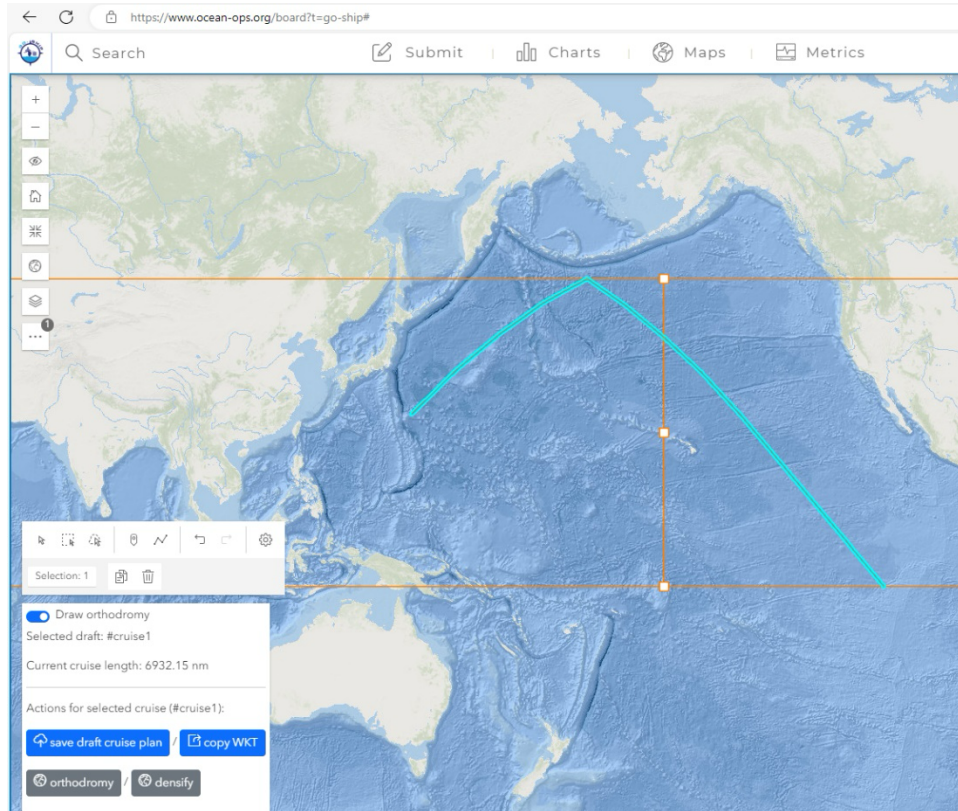 https://www.ocean-ops.org/board?t=go-ship#
Search
Submit
Charts
Maps
Metrics
+
−
1
Selection: 1
Draw orthodromy
Selected draft: #cruise1
Current cruise length: 6932.15 nm
Actions for selected cruise (#cruise1):
save draft cruise plan / copy WKT
orthodromy / densify